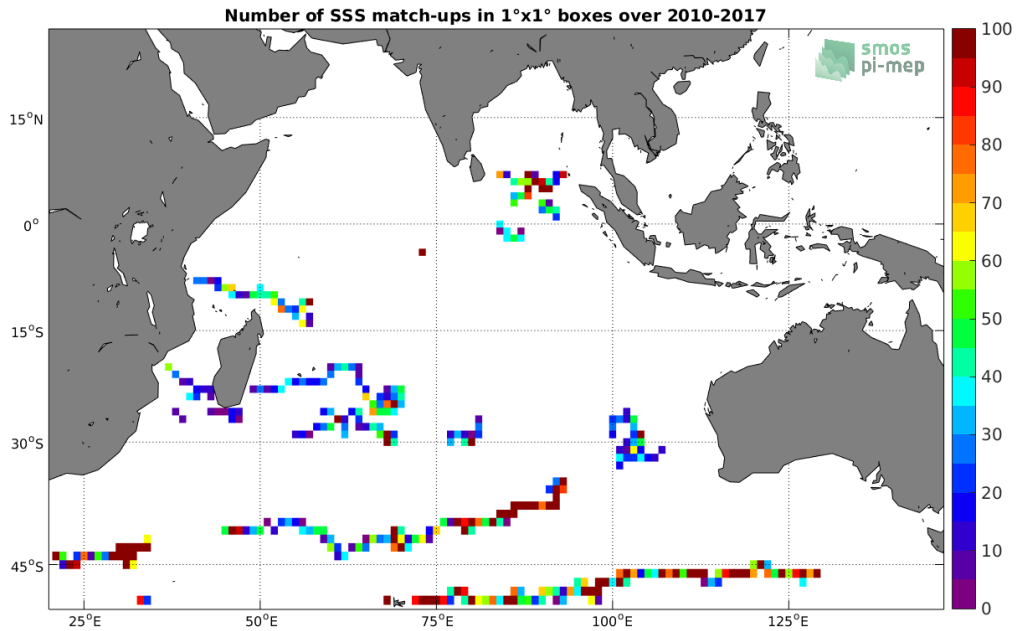 Number of SSS match-ups in 1°x1° boxes over 2010-2017
smos
pi-mep
15°N
0°
15°S
30°S
45°S
25°E
50°E
75°E
100°E
125°E
100
90
80
70
60
50
40
30
20
10
0